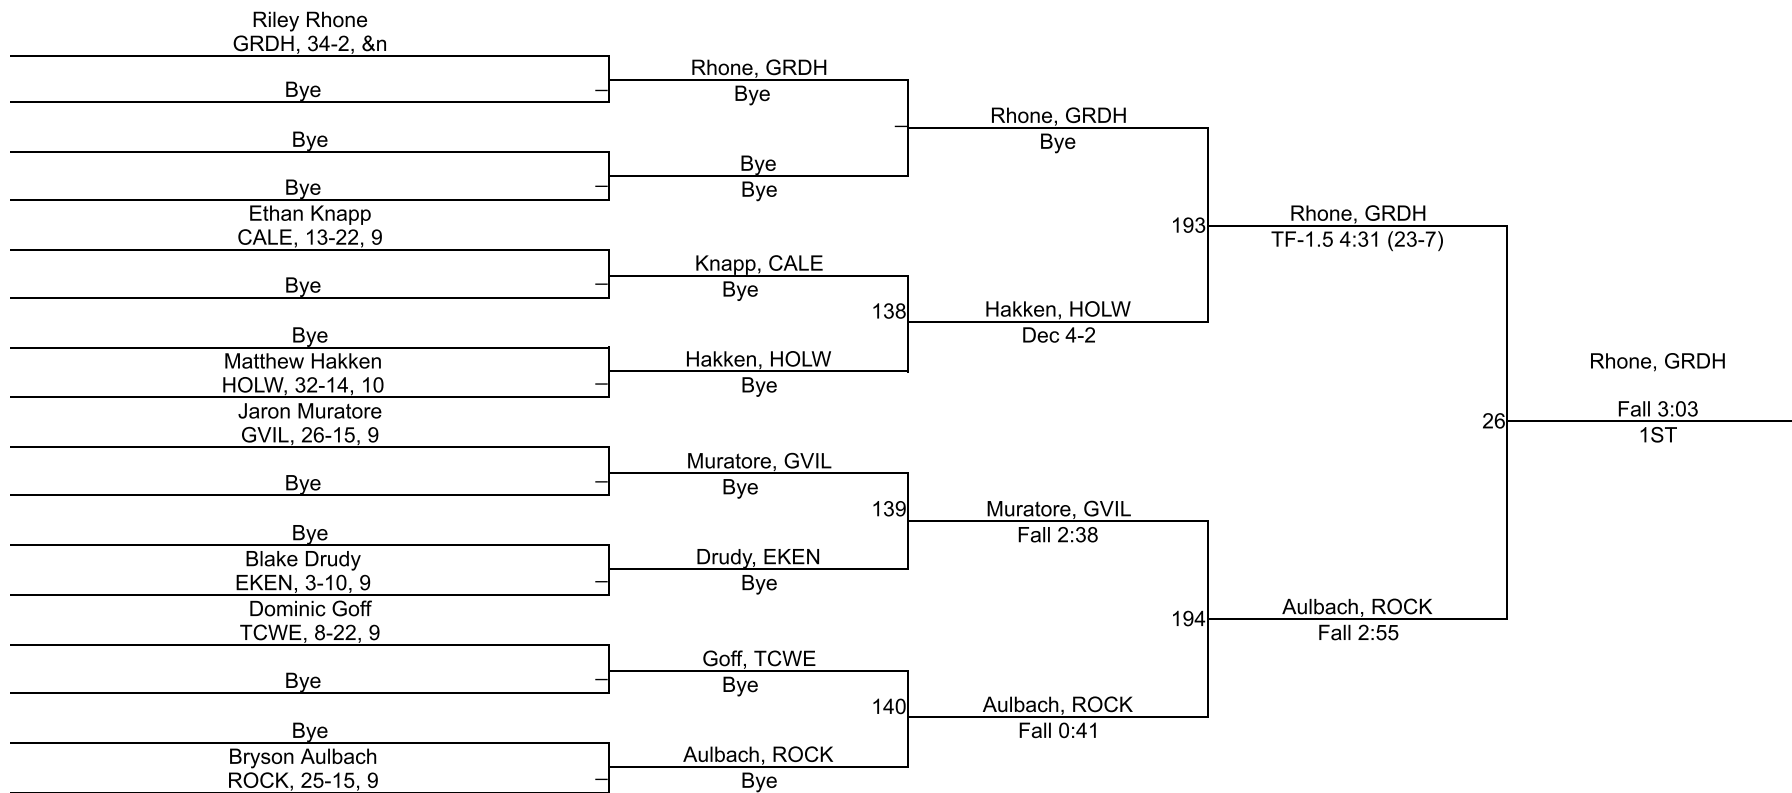 Riley Rhone
GRDH, 34-2, &n
Bye
Bye
Bye
Ethan Knapp
CALE, 13-22, 9
Bye
Bye
Matthew Hakken
HOLW, 32-14, 10
Jaron Muratore
GVIL, 26-15, 9
Bye
Bye
Blake Drudy
EKEN, 3-10, 9
Dominic Goff
TCWE, 8-22, 9
Bye
Bye
Bryson Aulbach
ROCK, 25-15, 9
Rhone, GRDH
Bye
Bye
Bye
Knapp, CALE
Bye
138
Hakken, HOLW
Bye
Muratore, GVIL
Bye
139
Drudy, EKEN
Bye
Goff, TCWE
Bye
140
Aulbach, ROCK
Bye
Rhone, GRDH
Bye
193
Hakken, HOLW
Dec 4-2
Muratore, GVIL
Fall 2:38
194
Aulbach, ROCK
Fall 0:41
Rhone, GRDH
TF-1.5 4:31 (23-7)
26
Aulbach, ROCK
Fall 2:55
Rhone, GRDH
Fall 3:03
1ST